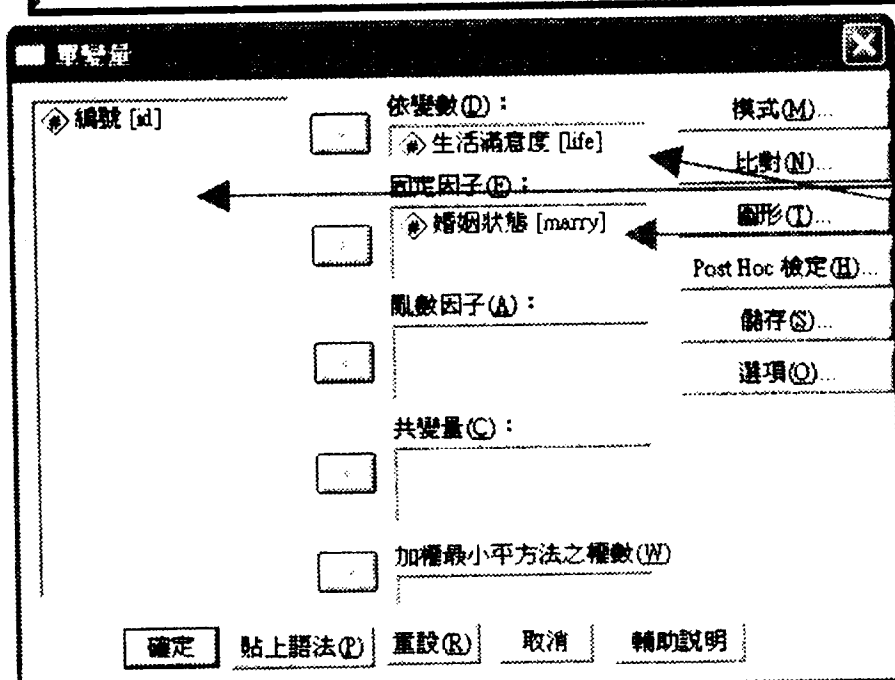 單變量
編號 [id]
依變數(D)：
生活滿意度 [life]
固定因子(F)：
婚姻狀態 [marry]
亂數因子(A)：
共變量(C)：
加權最小平方法之權數(W)
模式(M)...
比對(N)...
圖形(T)...
Post Hoc 檢定(H)...
儲存(S)...
選項(O)...
確定
貼上語法(P)
重設(R)
取消
輔助說明